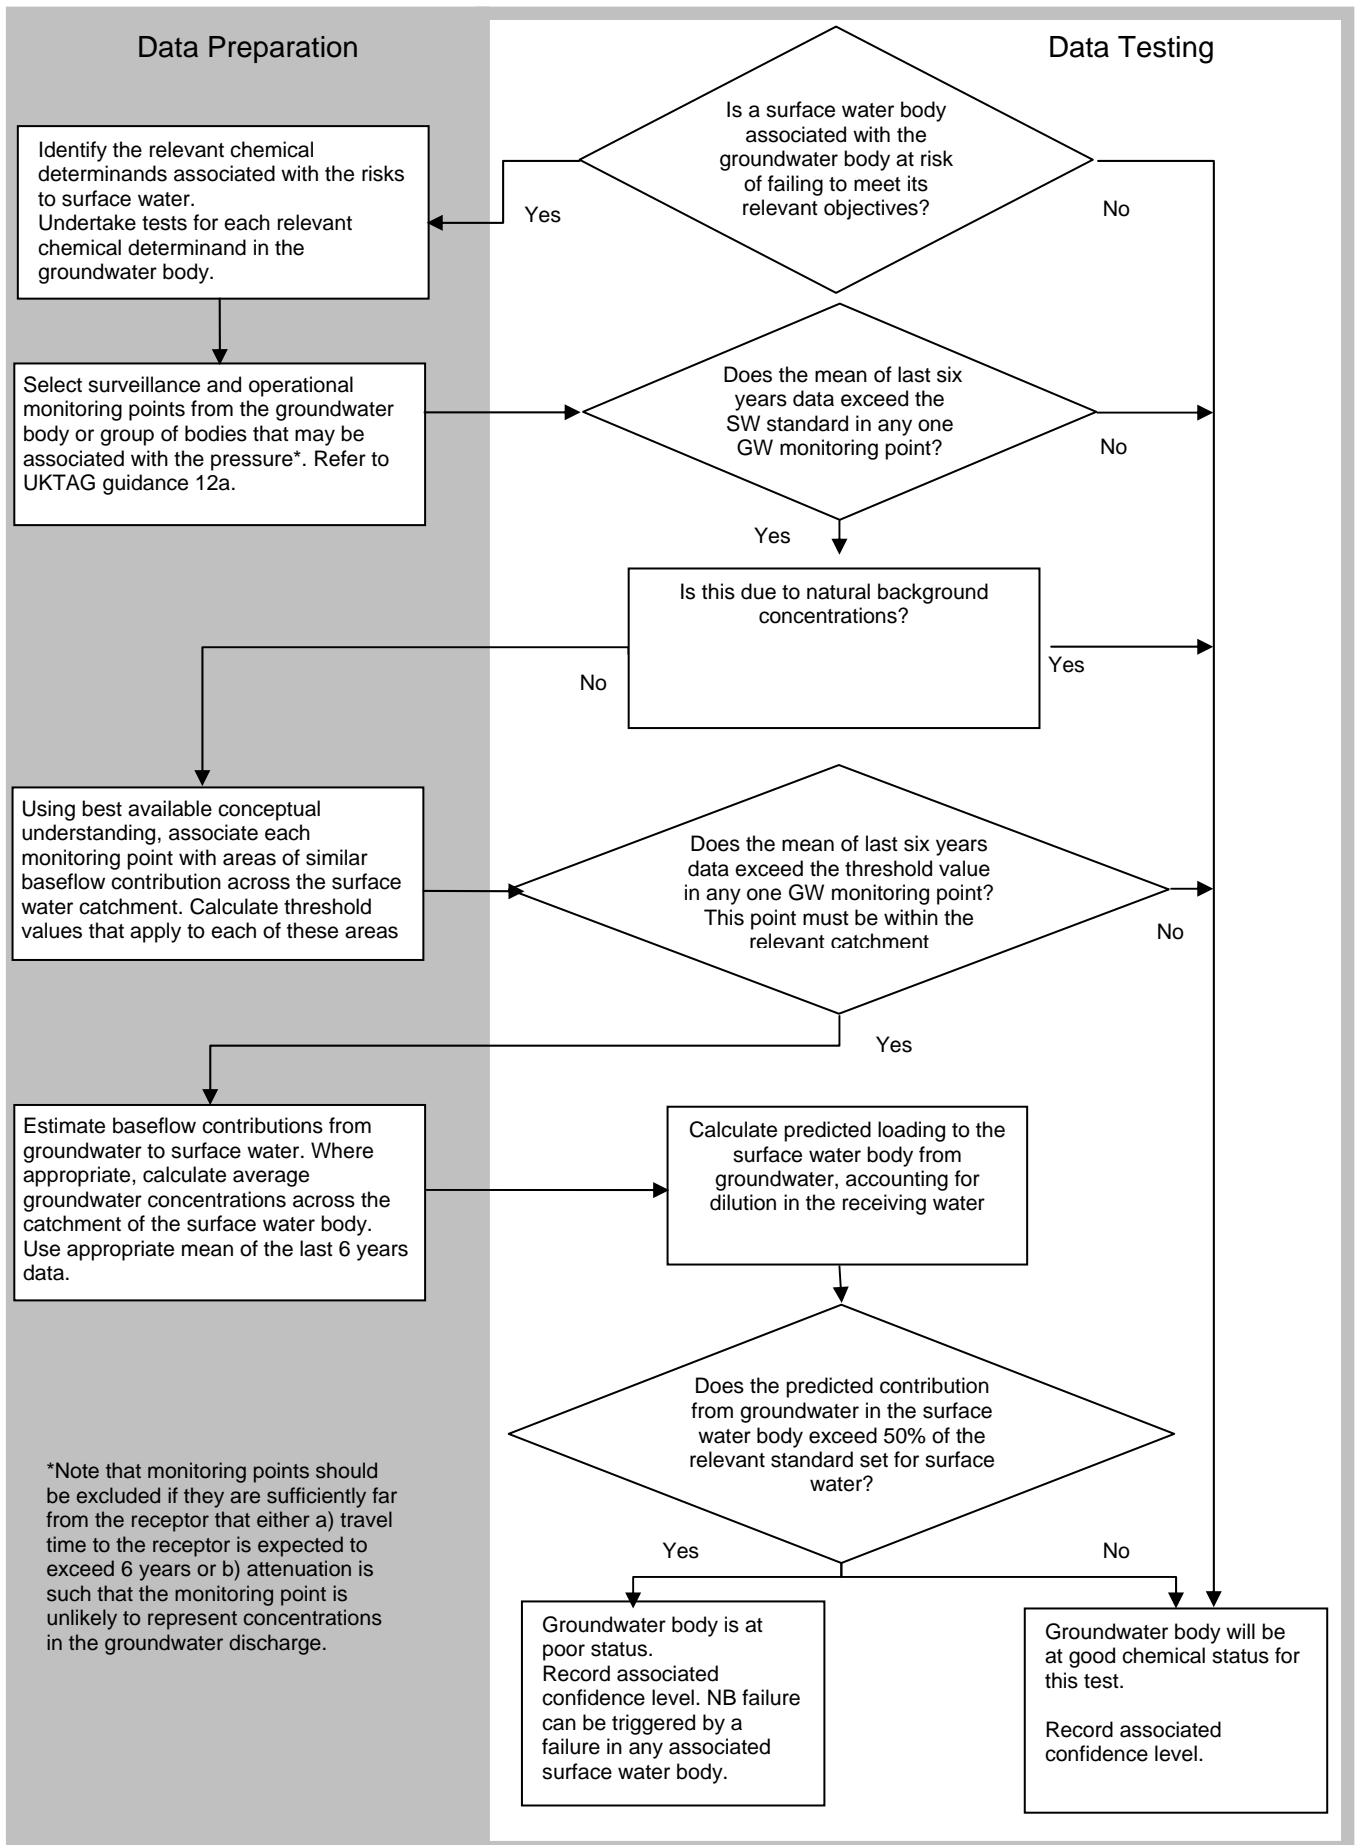 Data Preparation
Data Testing
Is a surface water body
associated with the
groundwater body at risk
of failing to meet its
relevant objectives?
Yes
No
Identify the relevant chemical
determinands associated with the risks
to surface water.
Undertake tests for each relevant
chemical determinand in the
groundwater body.
Select surveillance and operational
monitoring points from the groundwater
body or group of bodies that may be
associated with the pressure*. Refer to
UKTAG guidance 12a.
Does the mean of last six
years data exceed the
SW standard in any one
GW monitoring point?
No
Yes
Is this due to natural background
concentrations?
No
Yes
Using best available conceptual
understanding, associate each
monitoring point with areas of similar
baseflow contribution across the surface
water catchment. Calculate threshold
values that apply to each of these areas
Does the mean of last six years
data exceed the threshold value
in any one GW monitoring point?
This point must be within the
relevant catchment
No
Yes
Estimate baseflow contributions from
groundwater to surface water. Where
appropriate, calculate average
groundwater concentrations across the
catchment of the surface water body.
Use appropriate mean of the last 6 years
data.
Calculate predicted loading to the
surface water body from
groundwater, accounting for
dilution in the receiving water
Does the predicted contribution
from groundwater in the surface
water body exceed 50% of the
relevant standard set for surface
water?
Yes
No
*Note that monitoring points should
be excluded if they are sufficiently far
from the receptor that either a) travel
time to the receptor is expected to
exceed 6 years or b) attenuation is
such that the monitoring point is
unlikely to represent concentrations
in the groundwater discharge.
Groundwater body is at
poor status.
Record associated
confidence level. NB failure
can be triggered by a
failure in any associated
surface water body.
Groundwater body will be
at good chemical status for
this test.
Record associated
confidence level.